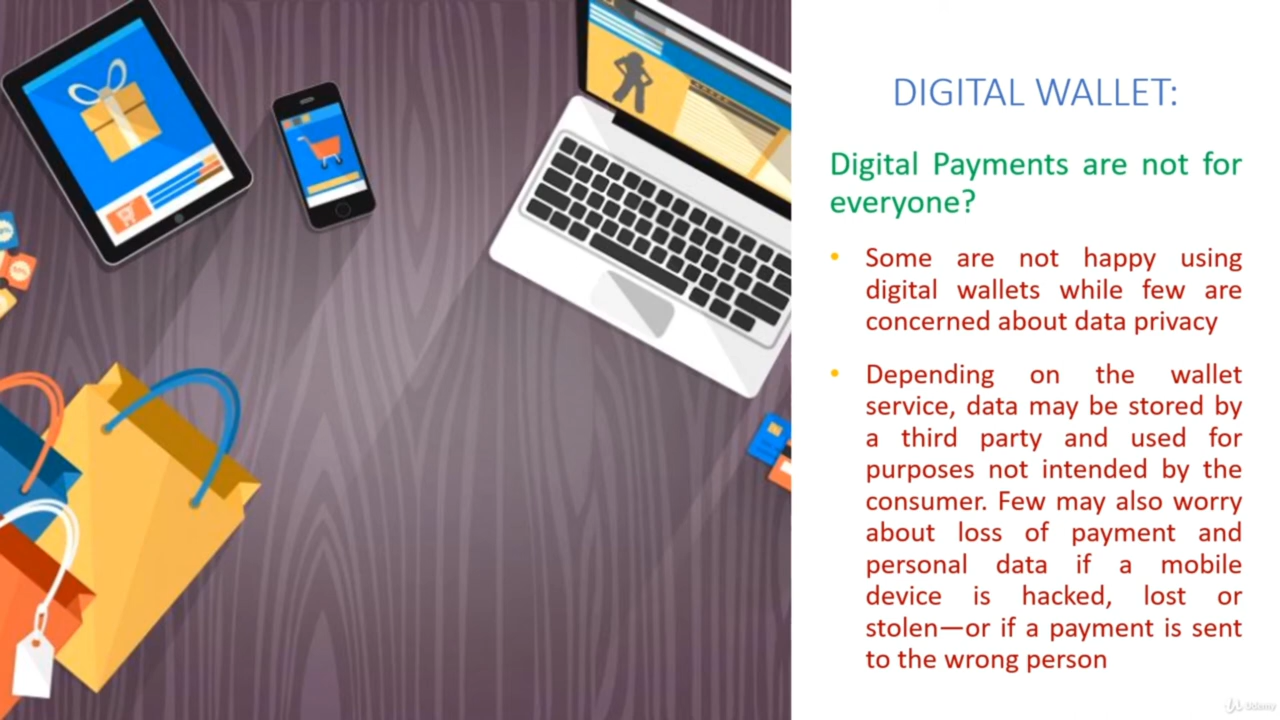 DIGITAL WALLET:
Digital Payments are not for
everyone?
• Some are not happy using
digital wallets while few are
concerned about data privacy
• Depending on the wallet
service, data may be stored by
a third party and used for
purposes not intended by the
consumer. Few may also worry
about loss of payment and
personal data if a mobile
device is hacked, lost or
stolen—or if a payment is sent
to the wrong person
Udemy